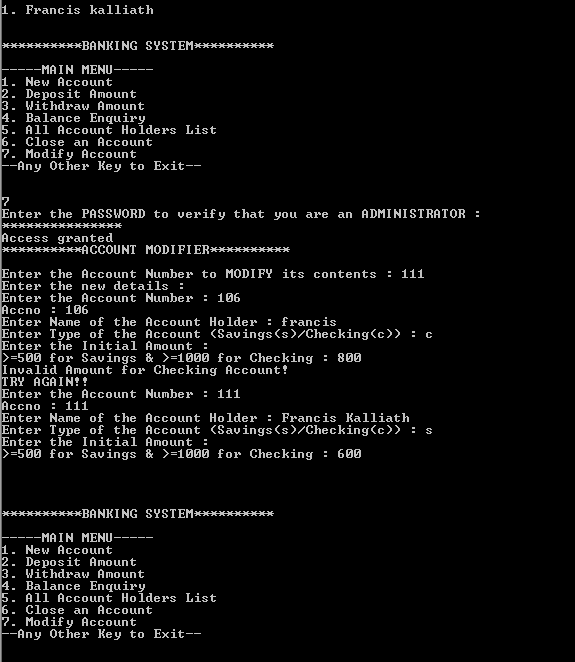 1. Francis kalliath
**********BANKING SYSTEM**********
-----MAIN MENU-----
1. New Account
2. Deposit Amount
3. Withdraw Amount
4. Balance Enquiry
5. All Account Holders List
6. Close an Account
7. Modify Account
--Any Other Key to Exit--
7
Enter the PASSWORD to verify that you are an ADMINISTRATOR :
***************
Access granted
**********ACCOUNT MODIFIER**********
Enter the Account Number to MODIFY its contents : 111
Enter the new details :
Enter the Account Number : 106
Accno : 106
Enter Name of the Account Holder : francis
Enter Type of the Account (Savings(s)/Checking(c)) : c
Enter the Initial Amount :
>=500 for Savings & >=1000 for Checking : 800
Invalid Amount for Checking Account!
TRY AGAIN!!
Enter the Account Number : 111
Accno : 111
Enter Name of the Account Holder : Francis Kalliath
Enter Type of the Account (Savings(s)/Checking(c)) : s
Enter the Initial Amount :
>=500 for Savings & >=1000 for Checking : 600
**********BANKING SYSTEM**********
-----MAIN MENU-----
1. New Account
2. Deposit Amount
3. Withdraw Amount
4. Balance Enquiry
5. All Account Holders List
6. Close an Account
7. Modify Account
--Any Other Key to Exit--